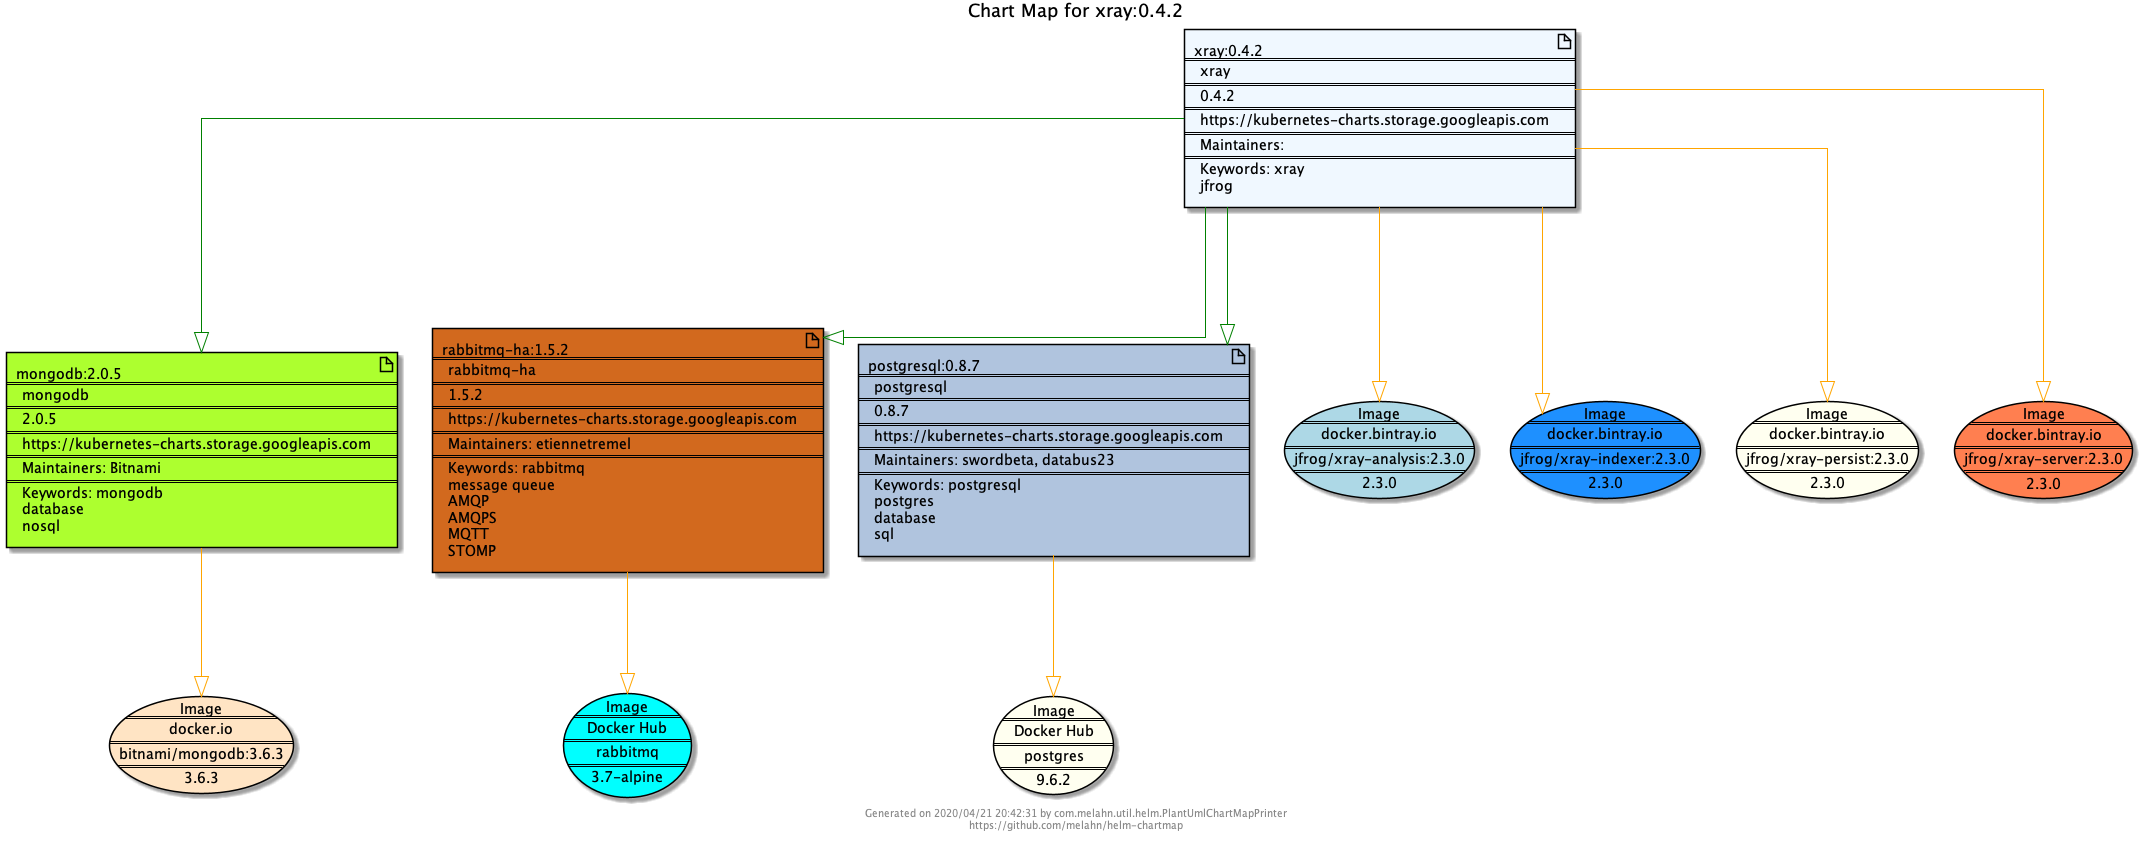 Chart Map for xray:0.4.2
xray:0.4.2
xray
0.4.2
https://kubernetes-charts.storage.googleapis.com
Maintainers:
Keywords: xray
jfrog
mongodb:2.0.5
mongodb
2.0.5
https://kubernetes-charts.storage.googleapis.com
Maintainers: Bitnami
Keywords: mongodb
database
nosql
rabbitmq-ha:1.5.2
rabbitmq-ha
1.5.2
https://kubernetes-charts.storage.googleapis.com
Maintainers: etiennetremel
Keywords: rabbitmq
message queue
AMQP
AMQPS
MQTT
STOMP
postgresql:0.8.7
postgresql
0.8.7
https://kubernetes-charts.storage.googleapis.com
Maintainers: swordbeta, databus23
Keywords: postgresql
postgres
database
sql
Image
docker.bintray.io
jfrog/xray-analysis:2.3.0
2.3.0
Image
docker.bintray.io
jfrog/xray-indexer:2.3.0
2.3.0
Image
docker.bintray.io
jfrog/xray-persist:2.3.0
2.3.0
Image
docker.bintray.io
jfrog/xray-server:2.3.0
2.3.0
Image
docker.io
bitnami/mongodb:3.6.3
3.6.3
Image
Docker Hub
rabbitmq
3.7-alpine
Image
Docker Hub
postgres
9.6.2
Generated on 2020/04/21 20:42:31 by com.melahn.util.helm.PlantUmlChartMapPrinter
https://github.com/melahn/helm-chartmap